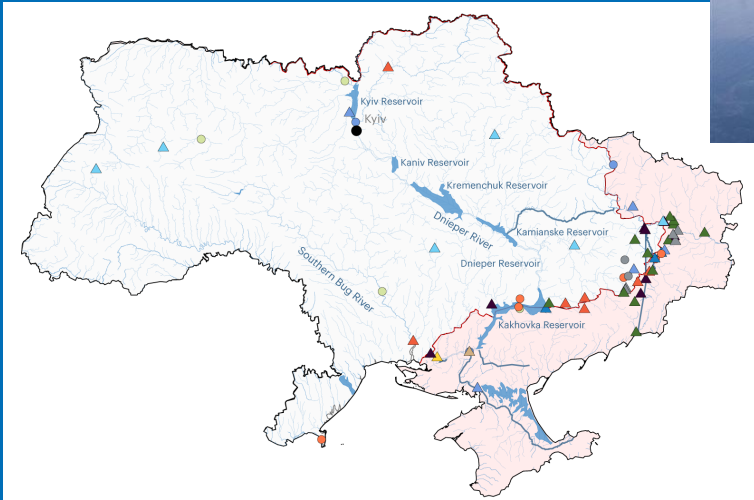 Kyiv Reservoir
Kyiv
Kaniv Reservoir
Kremenchuk Reservoir
Dnieper River
Kamianske Reservoir
Southern Bug River
Dnieper Reservoir
Kakhovka Reservoir